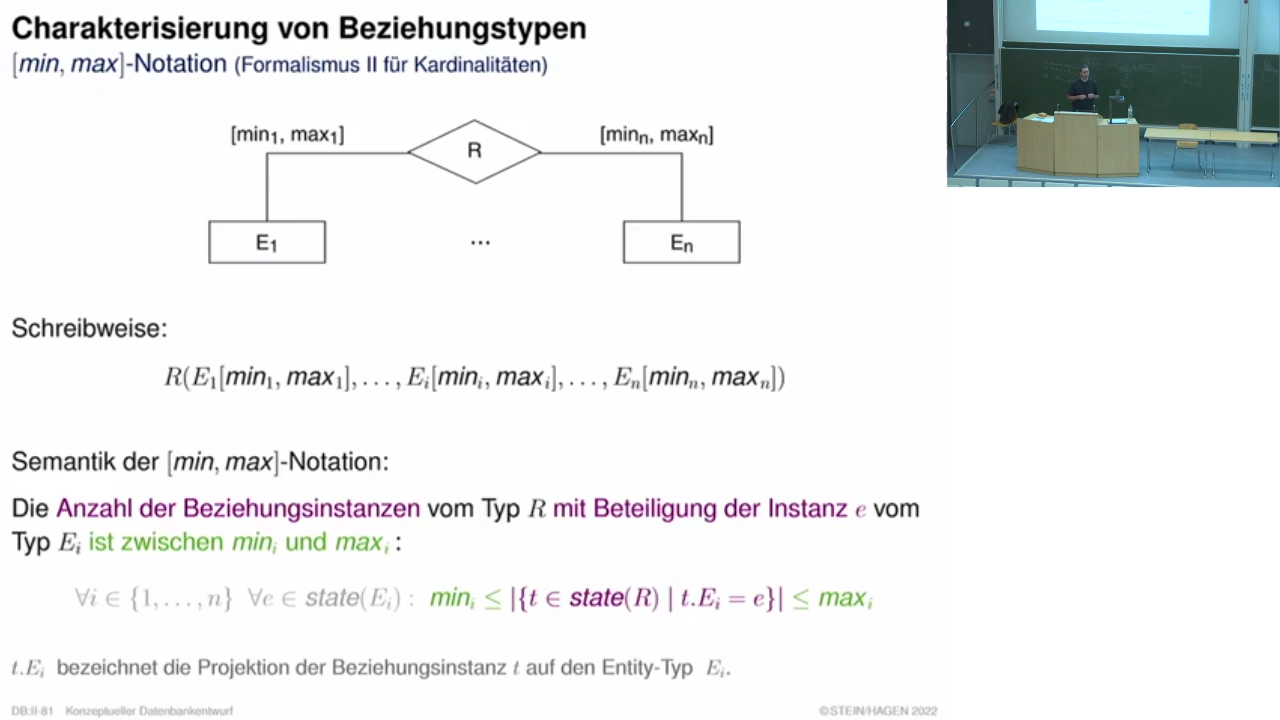 Charakterisierung von Beziehungstypen
[min, max]-Notation (Formalismus II für Kardinalitäten)
[min₁, max₁]
R
[minₙ, maxₙ]
E₁
...
Eₙ
Schreibweise:
R(E₁[min₁, max₁], . . . , Eᵢ[minᵢ, maxᵢ], . . . , Eₙ[minₙ, maxₙ])
Semantik der [min, max]-Notation:
Die Anzahl der Beziehungsinstanzen vom Typ R mit Beteiligung der Instanz e vom
Typ Eᵢ ist zwischen minᵢ und maxᵢ :
∀i ∈ {1, . . . , n} ∀e ∈ state(Eᵢ) : minᵢ ≤ |{t ∈ state(R) | t.Eᵢ = e}| ≤ maxᵢ
t.Eᵢ bezeichnet die Projektion der Beziehungsinstanz t auf den Entity-Typ Eᵢ.
DB:II-81 Konzeptueller Datenbankentwurf
©STEIN/HAGEN 2022